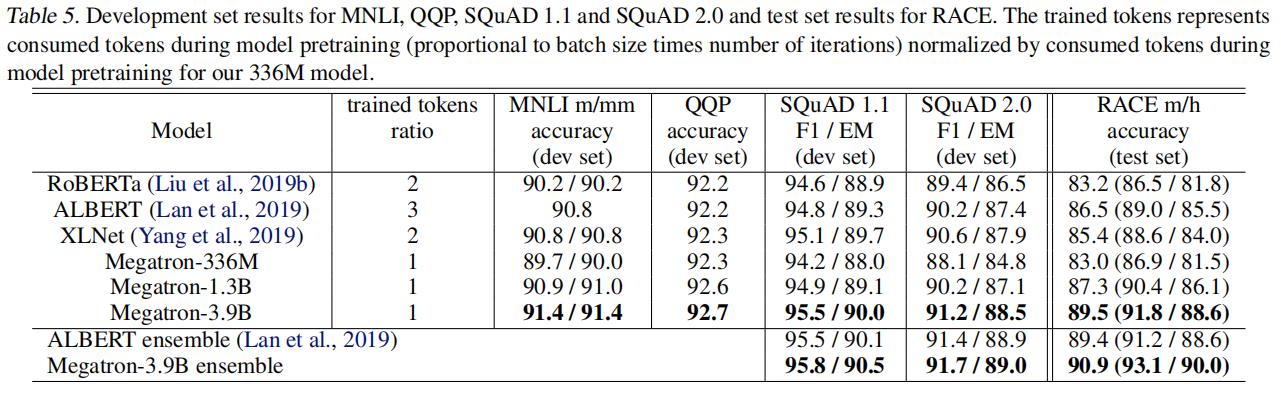 Table 5. Development set results for MNLI, QQP, SQuAD 1.1 and SQuAD 2.0 and test set results for RACE. The trained tokens represents
consumed tokens during model pretraining (proportional to batch size times number of iterations) normalized by consumed tokens during
model pretraining for our 336M model.
trained tokens MNLI m/mm QQP SQuAD 1.1 SQuAD 2.0 RACE m/h
Model ratio accuracy accuracy F1 / EM F1 / EM accuracy
(dev set) (dev set) (dev set) (dev set) (test set)
RoBERTa (Liu et al., 2019b) 2 90.2 / 90.2 92.2 94.6 / 88.9 89.4 / 86.5 83.2 (86.5 / 81.8)
ALBERT (Lan et al., 2019) 3 90.8 92.2 94.8 / 89.3 90.2 / 87.4 86.5 (89.0 / 85.5)
XLNet (Yang et al., 2019) 2 90.8 / 90.8 92.3 95.1 / 89.7 90.6 / 87.9 85.4 (88.6 / 84.0)
Megatron-336M 1 89.7 / 90.0 92.3 94.2 / 88.0 88.1 / 84.8 83.0 (86.9 / 81.5)
Megatron-1.3B 1 90.9 / 91.0 92.6 94.9 / 89.1 90.2 / 87.1 87.3 (90.4 / 86.1)
Megatron-3.9B 1 91.4 / 91.4 92.7 95.5 / 90.0 91.2 / 88.5 89.5 (91.8 / 88.6)
ALBERT ensemble (Lan et al., 2019) 95.5 / 90.1 91.4 / 88.9 89.4 (91.2 / 88.6)
Megatron-3.9B ensemble 95.8 / 90.5 91.7 / 89.0 90.9 (93.1 / 90.0)